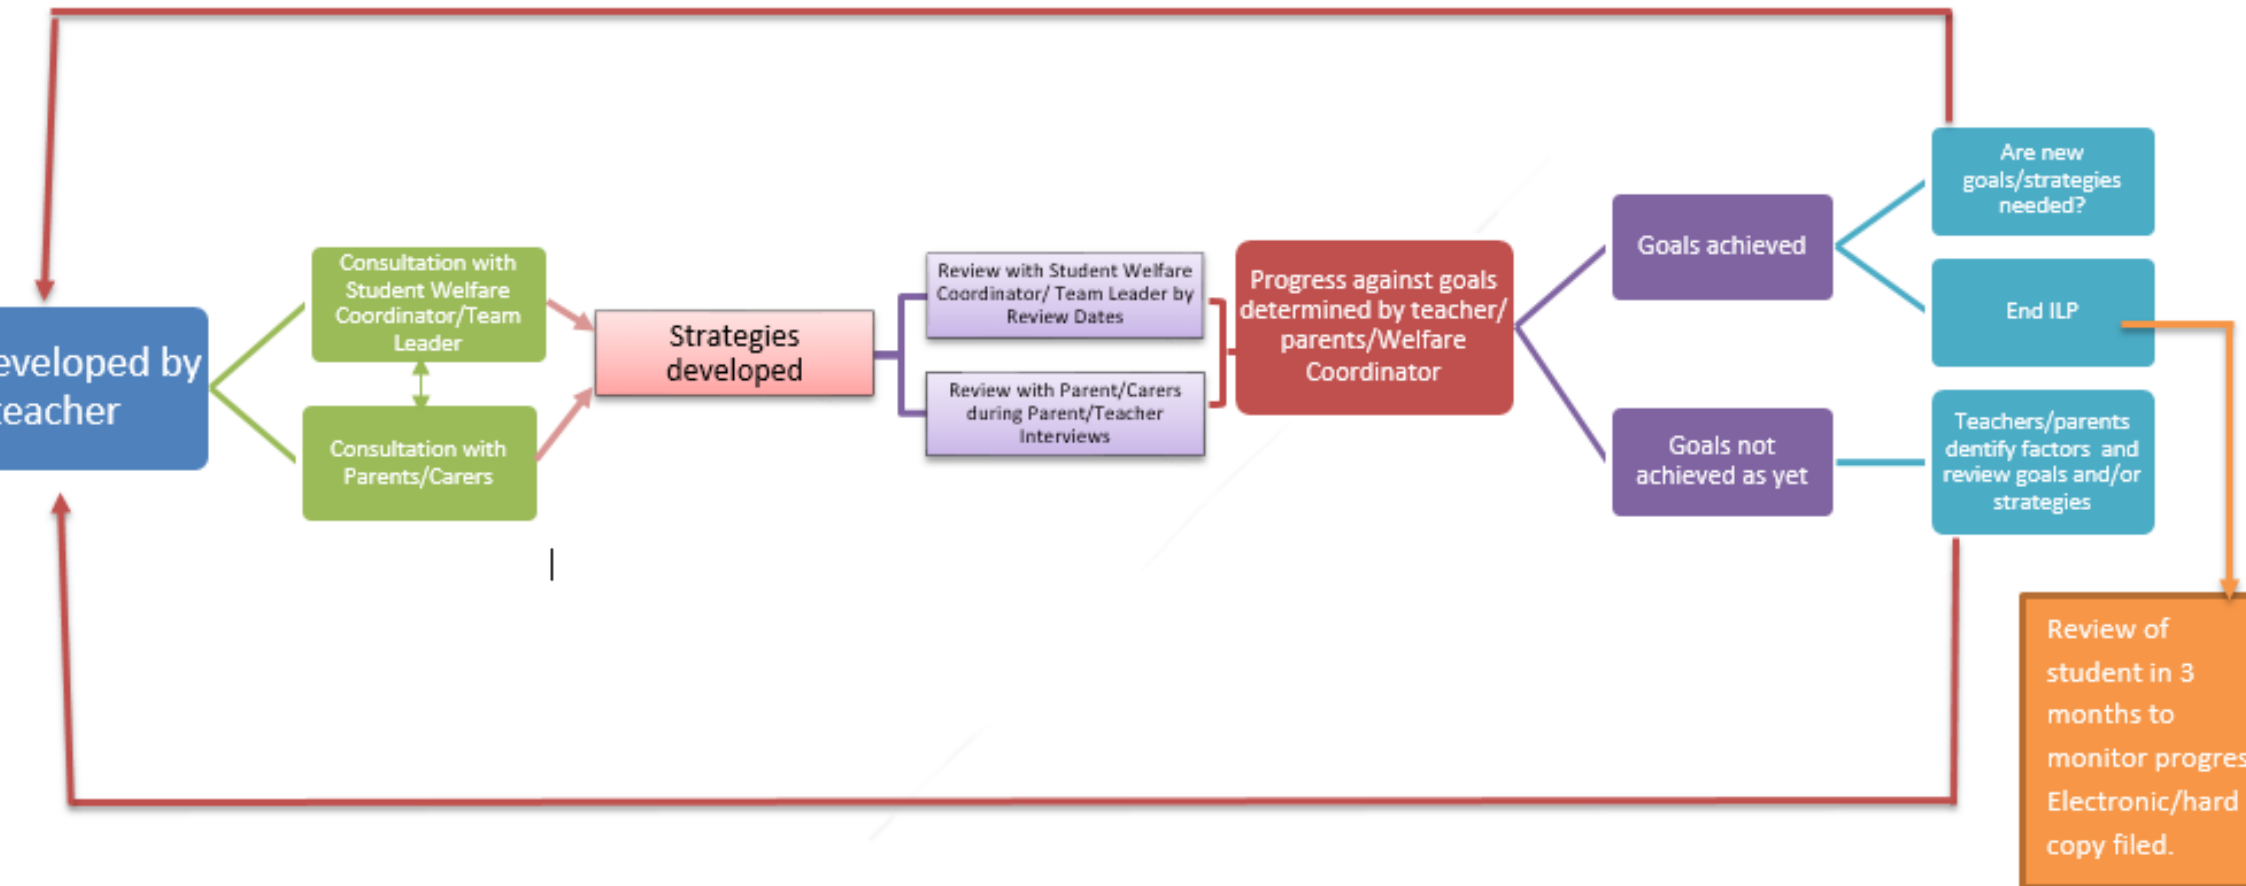 eveloped by
teacher
Consultation with
Student Welfare
Coordinator/Team
Leader
Consultation with
Parents/Carers
Strategies
developed
Review with Student Welfare
Coordinator/ Team Leader by
Review Dates
Review with Parent/Carers
during Parent/Teacher
Interviews
Progress against goals
determined by teacher/
parents/Welfare
Coordinator
Goals achieved
Goals not
achieved as yet
Are new
goals/strategies
needed?
End ILP
Teachers/parents
dentify factors and
review goals and/or
strategies
Review of
student in 3
months to
monitor progres
Electronic/hard
copy filed.